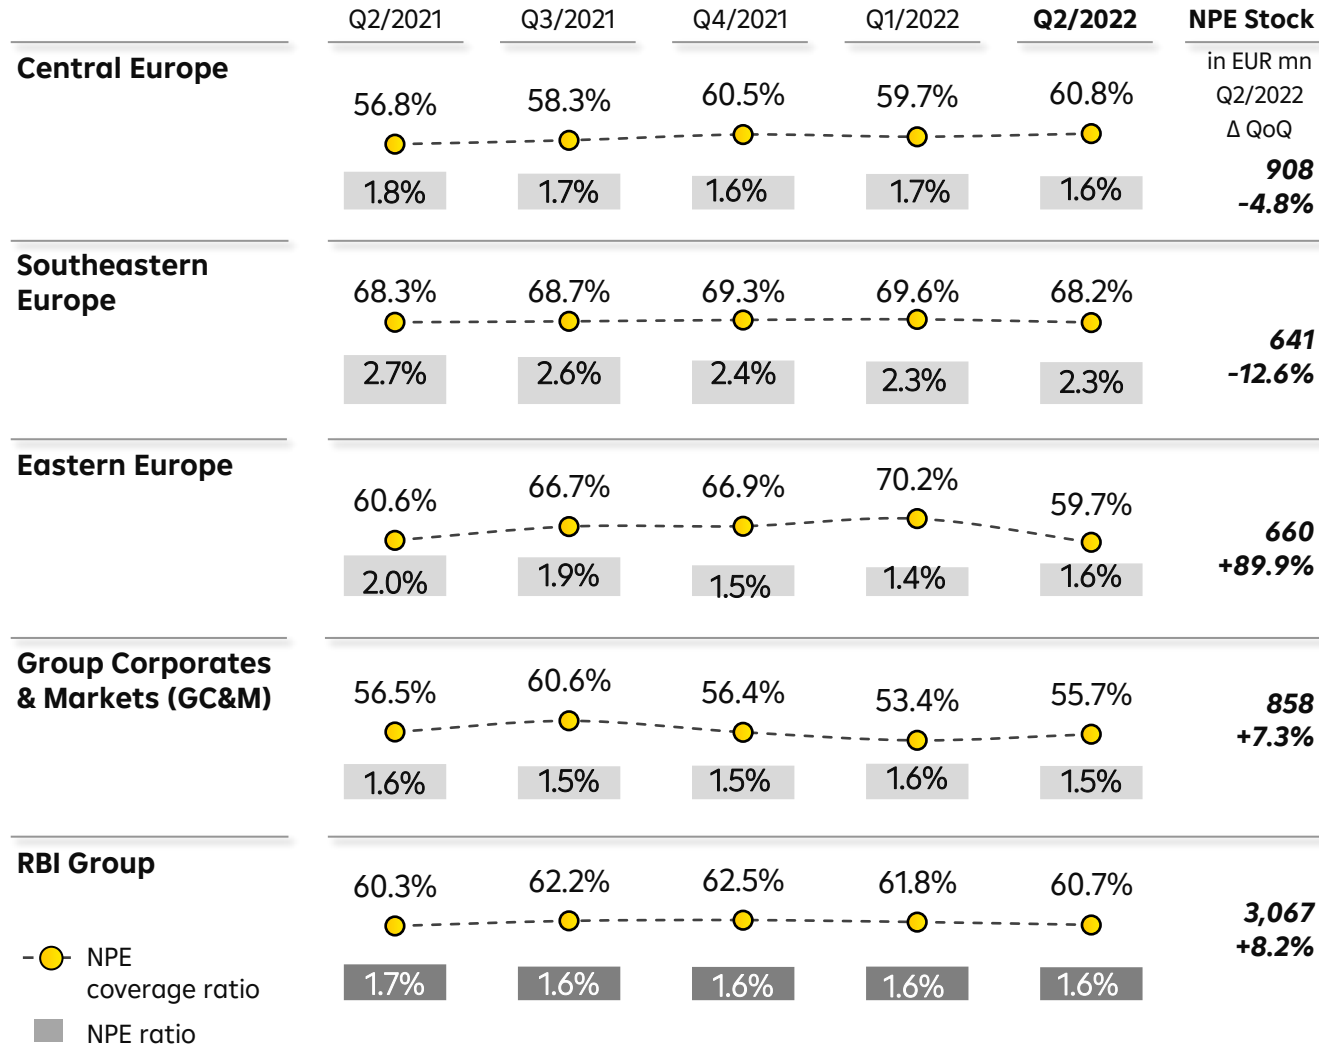 Q2/2021 Q3/2021 Q4/2021 Q1/2022 Q2/2022 NPE Stock
in EUR mn
Q2/2022
Δ QoQ
Central Europe
56.8% 58.3% 60.5% 59.7% 60.8%
1.8% 1.7% 1.6% 1.7% 1.6%
908
-4.8%
Southeastern
Europe
68.3% 68.7% 69.3% 69.6% 68.2%
2.7% 2.6% 2.4% 2.3% 2.3%
641
-12.6%
Eastern Europe
60.6% 66.7% 66.9% 70.2% 59.7%
2.0% 1.9% 1.5% 1.4% 1.6%
660
+89.9%
Group Corporates
& Markets (GC&M)
56.5% 60.6% 56.4% 53.4% 55.7%
1.6% 1.5% 1.5% 1.6% 1.5%
858
+7.3%
RBI Group
60.3% 62.2% 62.5% 61.8% 60.7%
1.7% 1.6% 1.6% 1.6% 1.6%
3,067
+8.2%
NPE
coverage ratio
NPE ratio